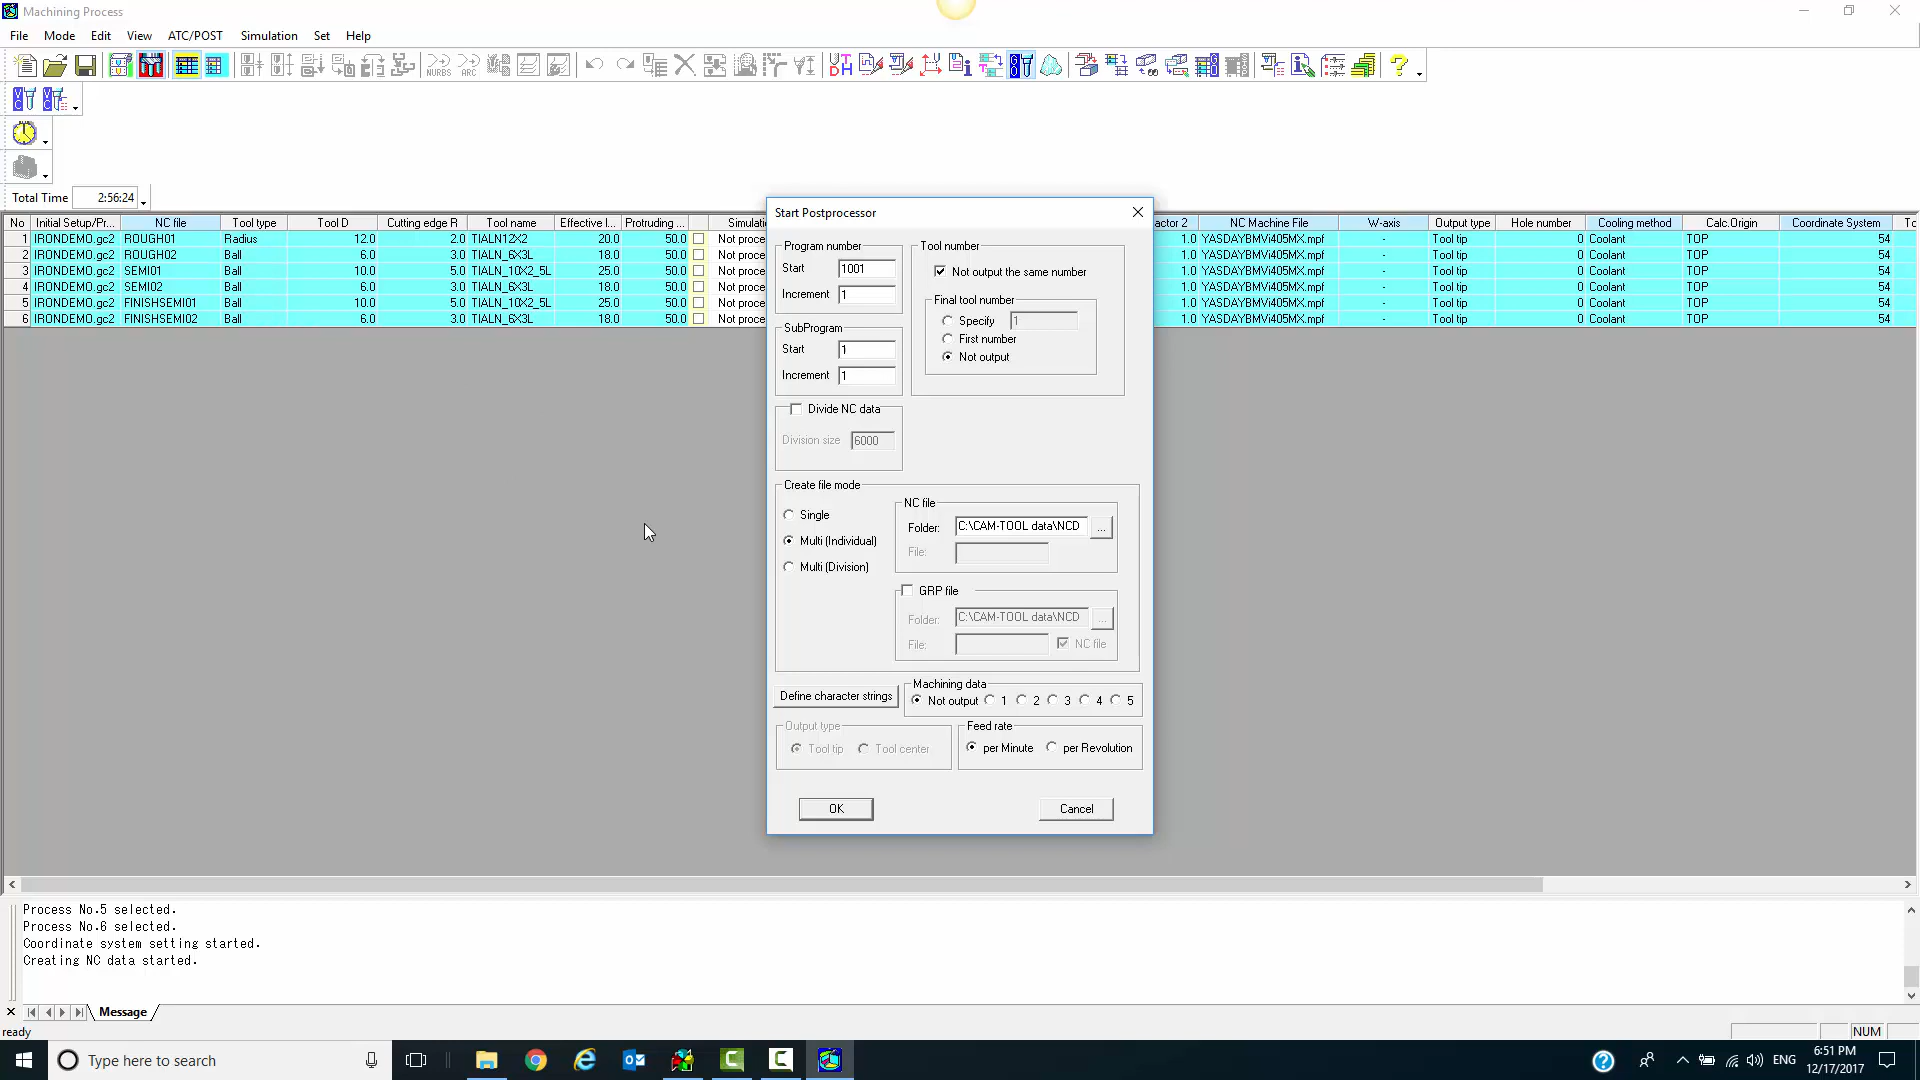 Machining Process
File Mode Edit View ATC/POST Simulation Set Help
Total Time 2:56:24
No Initial Setup/Pr... NC file Tool type Tool D Cutting edge R Tool name Effective l... Protruding ... Simulati actor 2 NC Machine File W-axis Output type Hole number Cooling method Calc.Origin Coordinate System To
1 IRONDEMO.gc2 ROUGH01 Radius 12.0 2.0 TIALN12X2 20.0 50.0 Not proce 1.0 YASDAYBMVi405MX.mpf - Tool tip 0 Coolant TOP 54
2 IRONDEMO.gc2 ROUGH02 Ball 6.0 3.0 TIALN_6X3L 18.0 50.0 Not proce 1.0 YASDAYBMVi405MX.mpf - Tool tip 0 Coolant TOP 54
3 IRONDEMO.gc2 SEMI01 Ball 10.0 5.0 TIALN_10X2_5L 25.0 50.0 Not proce 1.0 YASDAYBMVi405MX.mpf - Tool tip 0 Coolant TOP 54
4 IRONDEMO.gc2 SEMI02 Ball 6.0 3.0 TIALN_6X3L 18.0 50.0 Not proce 1.0 YASDAYBMVi405MX.mpf - Tool tip 0 Coolant TOP 54
5 IRONDEMO.gc2 FINISHSEMI01 Ball 10.0 5.0 TIALN_10X2_5L 25.0 50.0 Not proce 1.0 YASDAYBMVi405MX.mpf - Tool tip 0 Coolant TOP 54
6 IRONDEMO.gc2 FINISHSEMI02 Ball 6.0 3.0 TIALN_6X3L 18.0 50.0 Not proce 1.0 YASDAYBMVi405MX.mpf - Tool tip 0 Coolant TOP 54
Start Postprocessor
Program number
Start 1001
Increment 1
SubProgram
Start 1
Increment 1
Tool number
Not output the same number
Final tool number
Specify 1
First number
Not output
Divide NC data
Division size 6000
Create file mode
Single
Multi (Individual)
Multi (Division)
NC file
Folder: C:\CAM-TOOL data\NCD ...
File:
GRP file
Folder: C:\CAM-TOOL data\NCD ...
File: NC file
Define character strings
Machining data
Not output 1 2 3 4 5
Output type
Tool tip Tool center
Feed rate
per Minute per Revolution
OK Cancel
Process No.5 selected.
Process No.6 selected.
Coordinate system setting started.
Creating NC data started.
Message
ready NUM
Type here to search
ENG
6:51 PM
12/17/2017